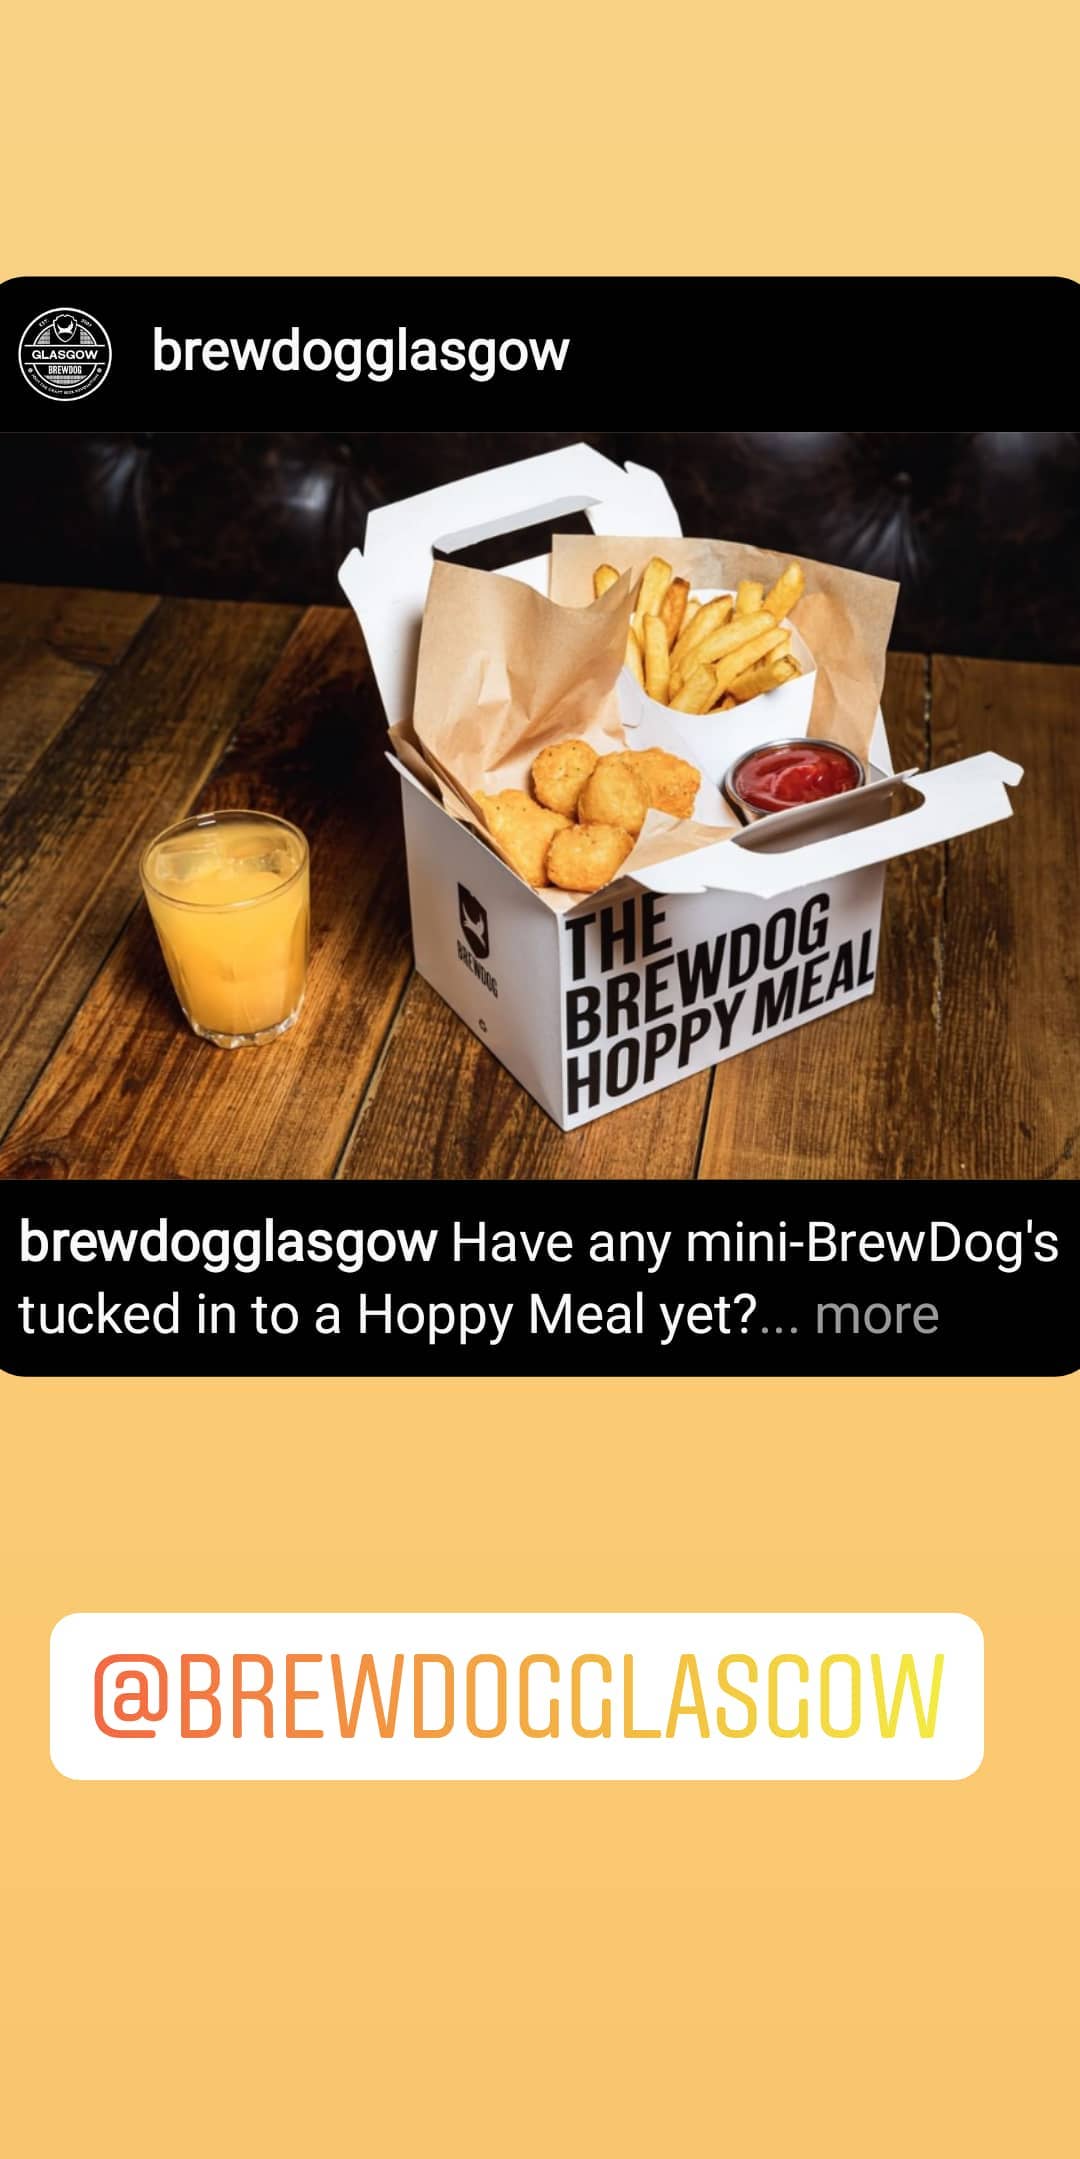 GLASGOW
BREWDOG
brewdogglasgow
BREWDOG
THE
BREWDOG
HOPPY MEAL
brewdogglasgow Have any mini-BrewDog's
tucked in to a Hoppy Meal yet?... more
@BREWDOGGLASGOW